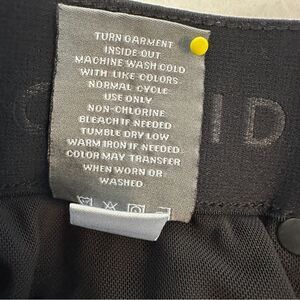 TURN GARMENT
INSIDE OUT
MACHINE WASH COLD
WITH LIKE COLORS
NORMAL CYCLE
USE ONLY
NON-CHLORINE
BLEACH IF NEEDED
TUMBLE DRY LOW
WARM IRON IF NEEDED
COLOR MAY TRANSFER
WHEN WORN OR
WASHED
ID